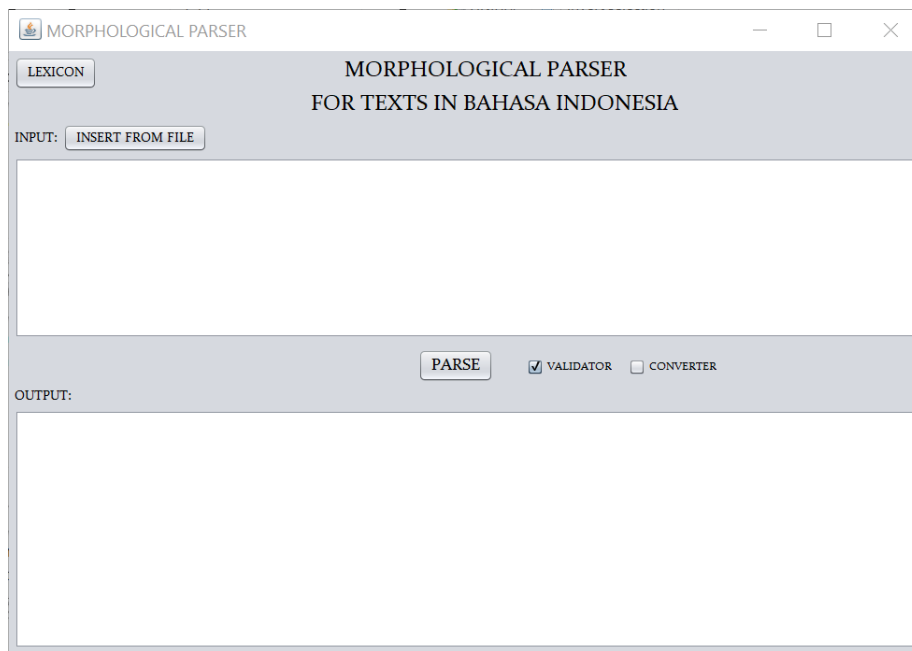 MORPHOLOGICAL PARSER
LEXICON
MORPHOLOGICAL PARSER
FOR TEXTS IN BAHASA INDONESIA
INPUT: INSERT FROM FILE
PARSE VALIDATOR CONVERTER
OUTPUT: